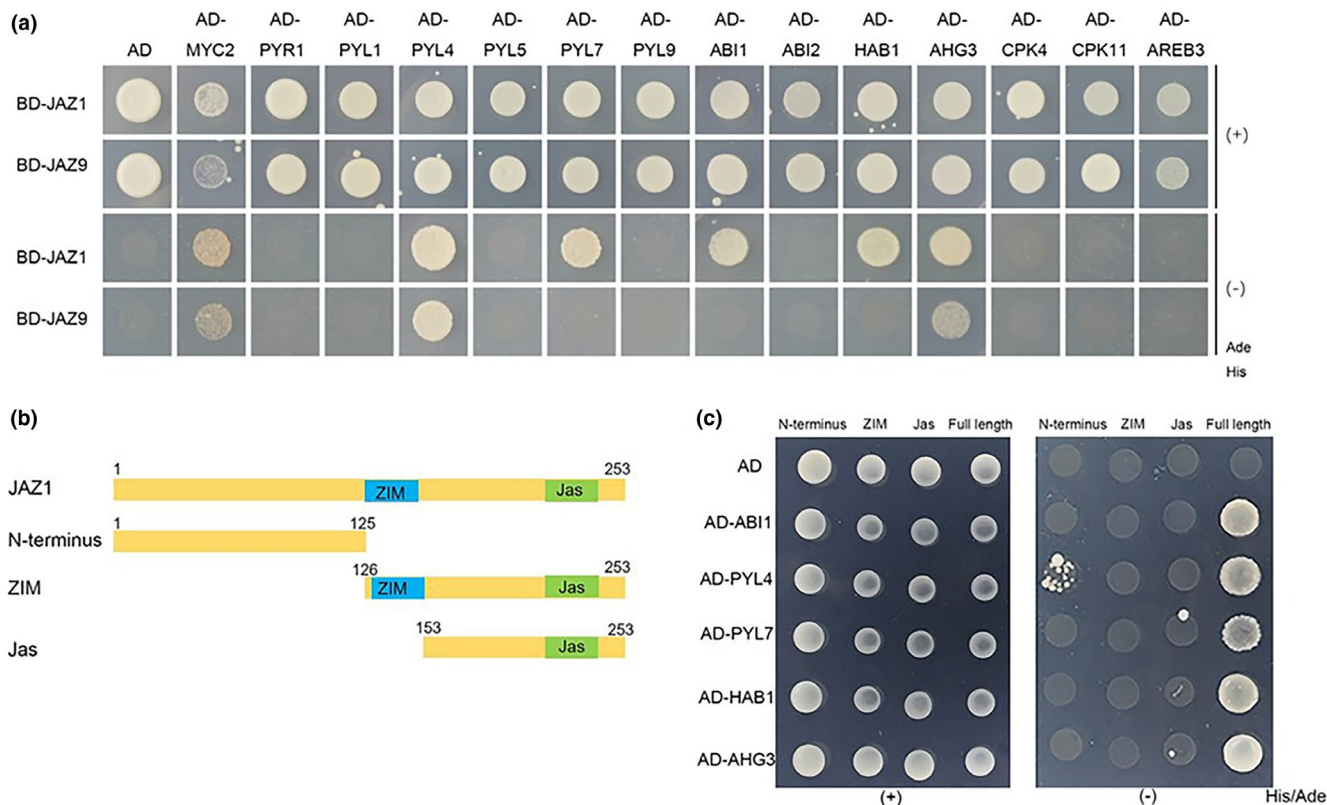 (a)
AD- AD- AD- AD- AD- AD- AD- AD- AD- AD- AD- AD- AD- AD-
AD MYC2 PYR1 PYL1 PYL4 PYL5 PYL7 PYL9 ABI1 ABI2 HAB1 AHG3 CPK4 CPK11 AREB3
BD-JAZ1
(+)
BD-JAZ9
BD-JAZ1
(-)
BD-JAZ9
Ade
His
(b)
1 253
JAZ1 ZIM Jas
1 125
N-terminus
126 253
ZIM ZIM Jas
153 253
Jas Jas
(c)
N-terminus ZIM Jas Full length N-terminus ZIM Jas Full length
AD
AD-ABI1
AD-PYL4
AD-PYL7
AD-HAB1
AD-AHG3
(+) (-) His/Ade